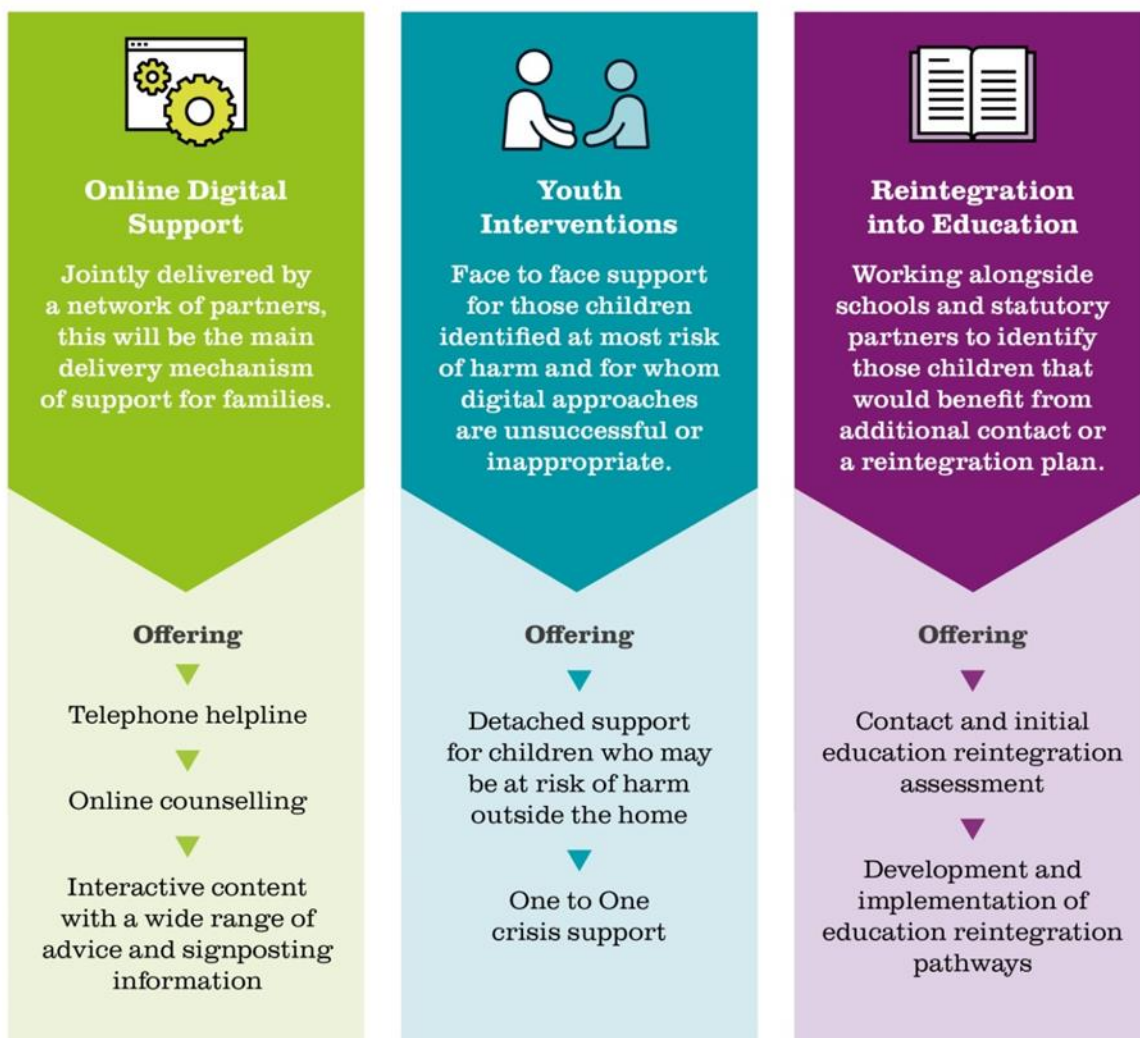 Online Digital
Support
Jointly delivered by
a network of partners,
this will be the main
delivery mechanism
of support for families.
Offering
Telephone helpline
Online counselling
Interactive content
with a wide range of
advice and signposting
information
Youth
Interventions
Face to face support
for those children
identified at most risk
of harm and for whom
digital approaches
are unsuccessful or
inappropriate.
Offering
Detached support
for children who may
be at risk of harm
outside the home
One to One
crisis support
Reintegration
into Education
Working alongside
schools and statutory
partners to identify
those children that
would benefit from
additional contact or
a reintegration plan.
Offering
Contact and initial
education reintegration
assessment
Development and
implementation of
education reintegration
pathways